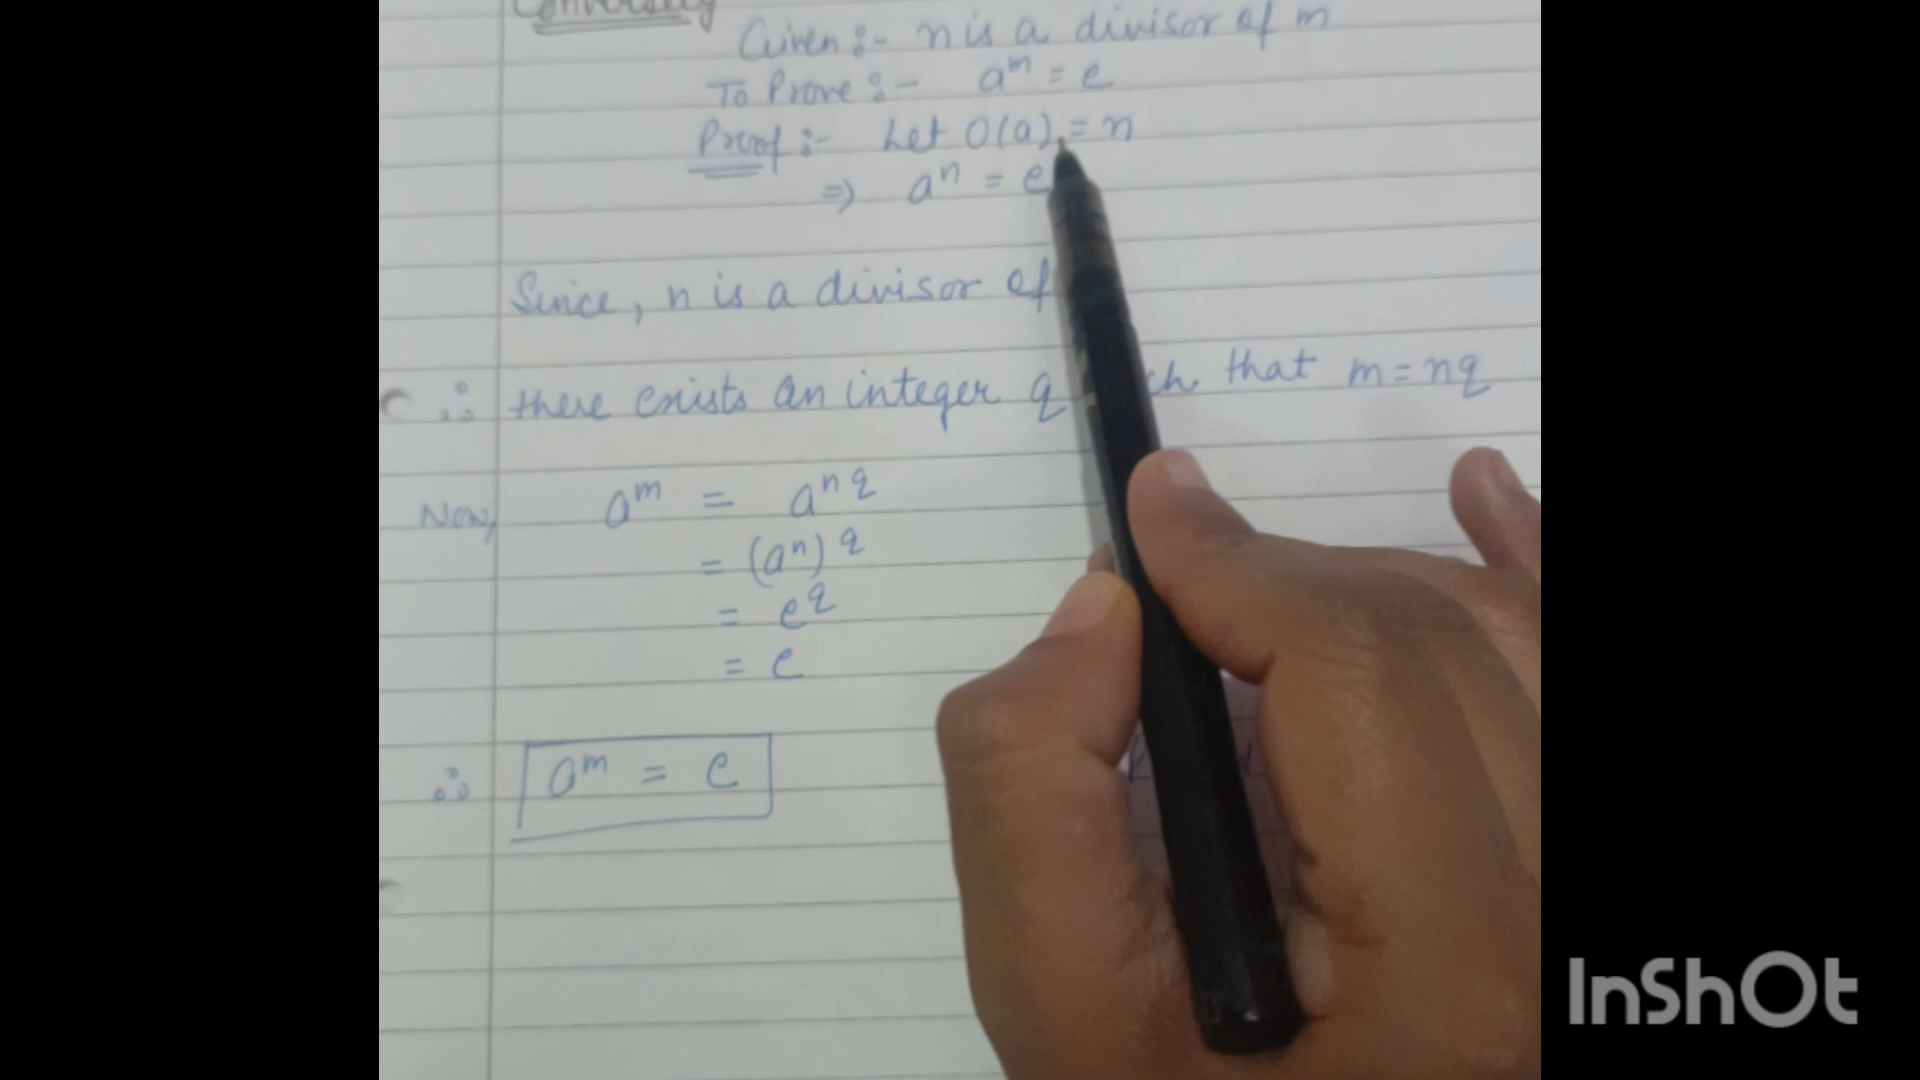 Conversely
Given :- n is a divisor of m
To Prove :- a^m = e
Proof :- Let O(a) = n
⇒ a^n = e
Since, n is a divisor of
∴ there exists an integer q that m = nq
Now, a^m = a^nq
= (a^n)^q
= e^q
= e
∴ a^m = e
InShOt